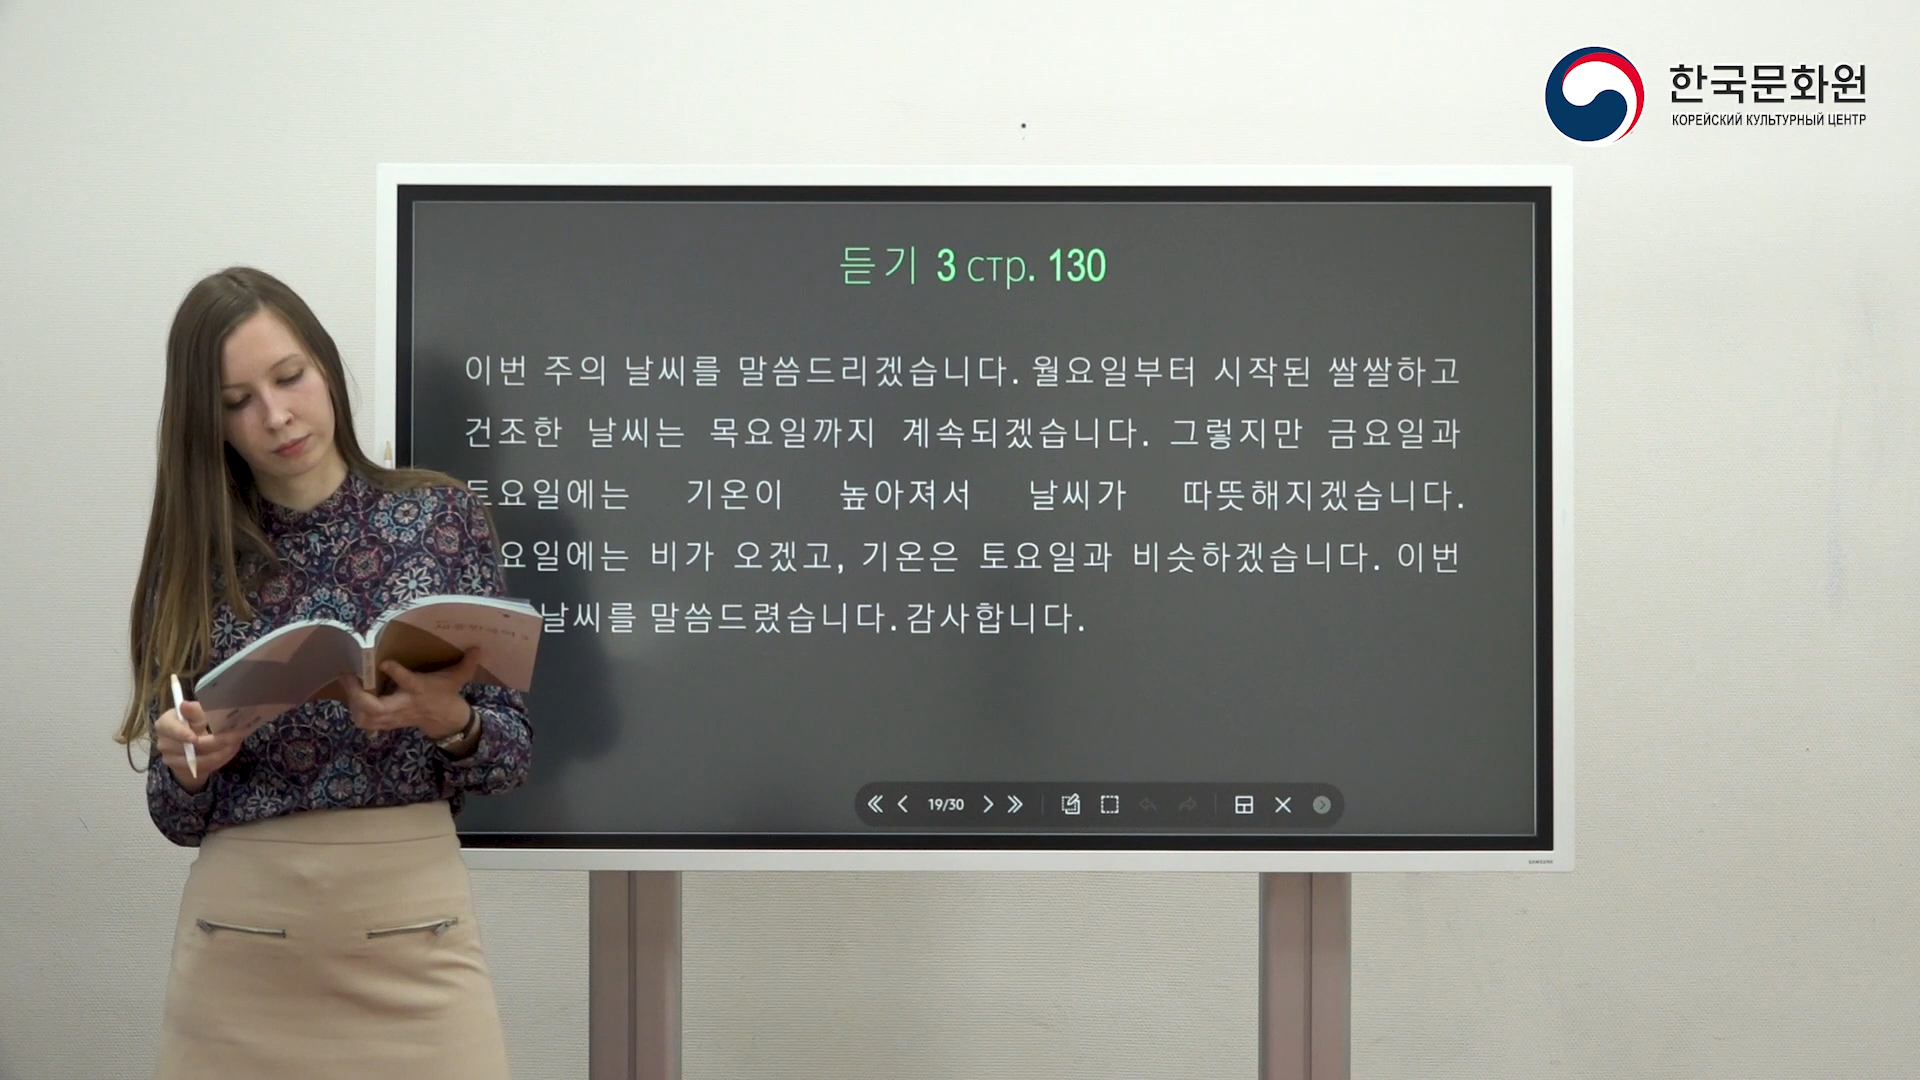 한국문화원
КОРЕЙСКИЙ КУЛЬТУРНЫЙ ЦЕНТР
듣기 3 стр. 130
이번 주의 날씨를 말씀드리겠습니다. 월요일부터 시작된 쌀쌀하고
건조한 날씨는 목요일까지 계속되겠습니다. 그렇지만 금요일과
토요일에는 기온이 높아져서 날씨가 따뜻해지겠습니다.
비가 오겠고, 기온은 토요일과 비슷하겠습니다. 이번
날씨를 말씀드렸습니다. 감사합니다.
19/30
SAMSUNG